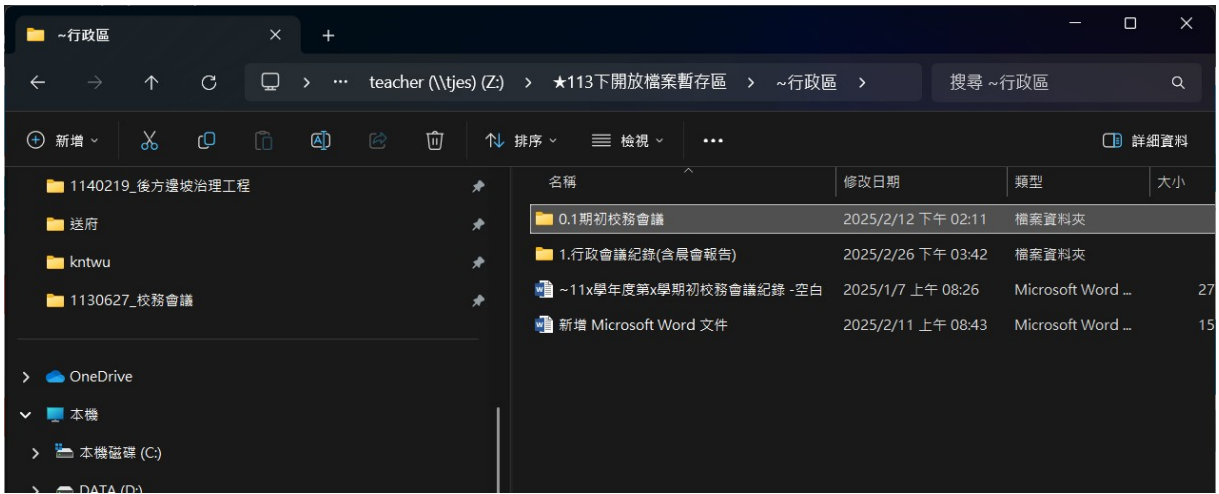 ~行政區
teacher (\\tjes) (Z:) > ★113下開放檔案暫存區 > ~行政區 >
搜尋 ~行政區
新增
排序
檢視
詳細資料
1140219_後方邊坡治理工程
送府
kntwu
1130627_校務會議
OneDrive
本機
本機磁碟 (C:)
DATA (D:)
名稱 修改日期 類型 大小
0.1期初校務會議 2025/2/12 下午 02:11 檔案資料夾
1.行政會議紀錄(含晨會報告) 2025/2/26 下午 03:42 檔案資料夾
~11x學年度第x學期初校務會議紀錄 -空白 2025/1/7 上午 08:26 Microsoft Word ... 27
新增 Microsoft Word 文件 2025/2/11 上午 08:43 Microsoft Word ... 15